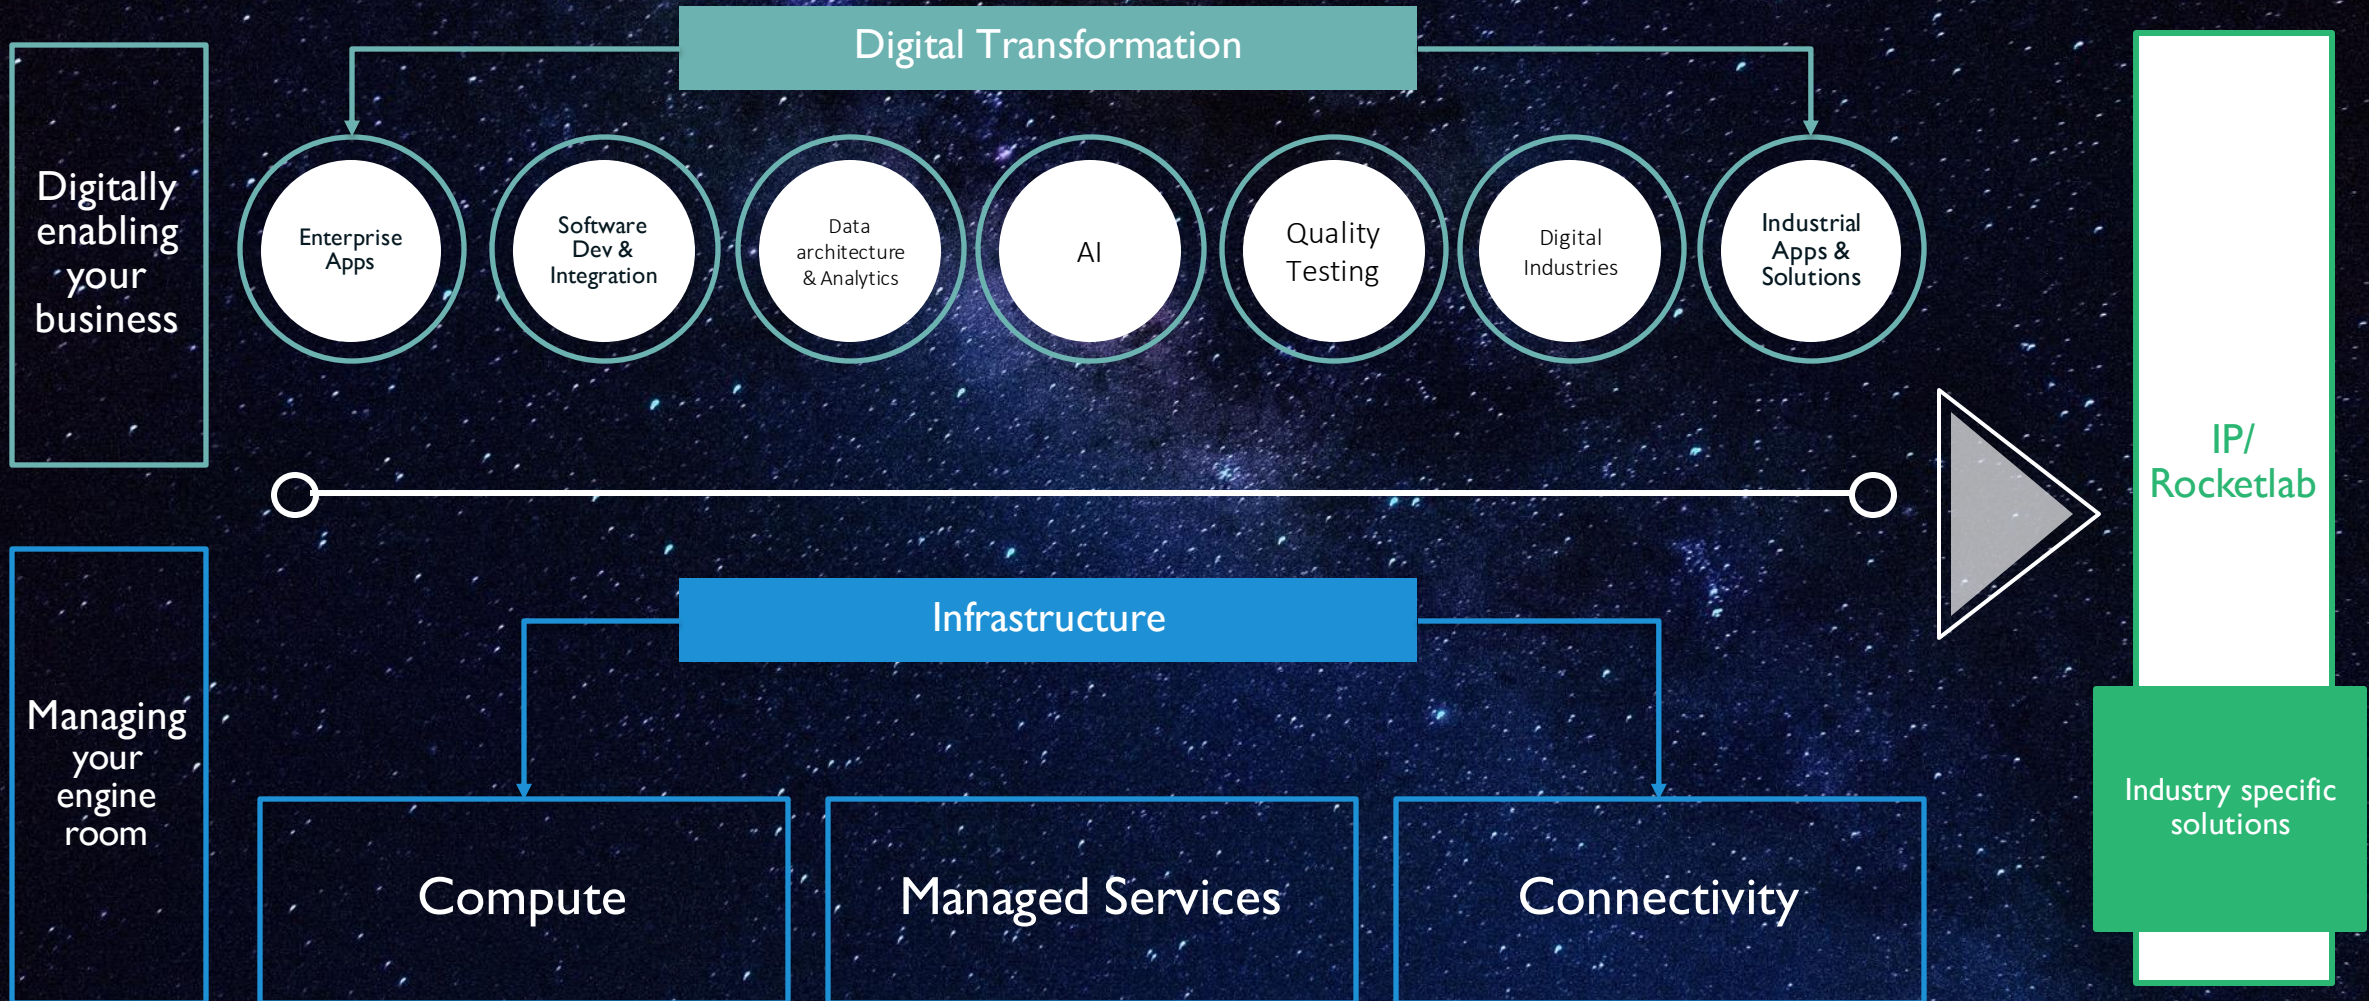 Digital Transformation
Digitally
enabling
your
business
Enterprise
Apps
Software
Dev &
Integration
Data
architecture
& Analytics
AI
Quality
Testing
Digital
Industries
Industrial
Apps &
Solutions
IP/
Rocketlab
Infrastructure
Managing
your
engine
room
Compute
Managed Services
Connectivity
Industry specific
solutions